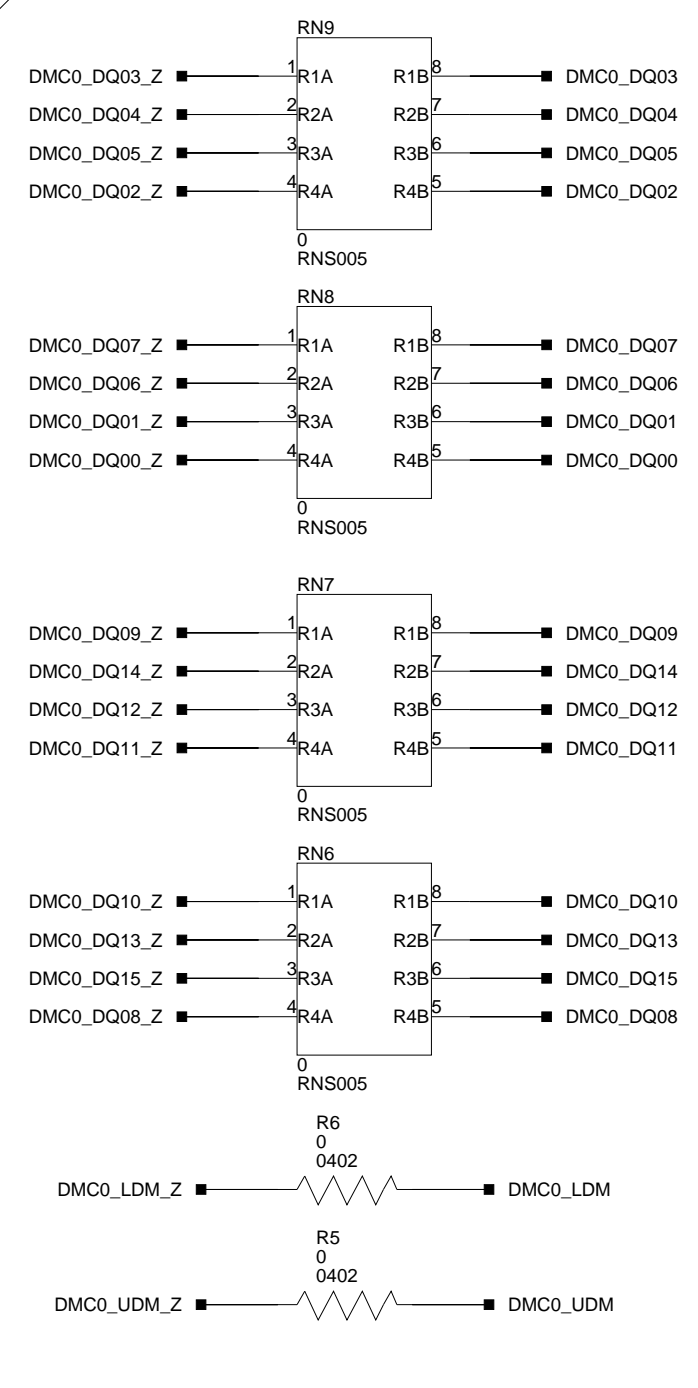 RN9
DMC0_DQ03_Z 1 R1A R1B 8 DMC0_DQ03
DMC0_DQ04_Z 2 R2A R2B 7 DMC0_DQ04
DMC0_DQ05_Z 3 R3A R3B 6 DMC0_DQ05
DMC0_DQ02_Z 4 R4A R4B 5 DMC0_DQ02
0
RNS005
RN8
DMC0_DQ07_Z 1 R1A R1B 8 DMC0_DQ07
DMC0_DQ06_Z 2 R2A R2B 7 DMC0_DQ06
DMC0_DQ01_Z 3 R3A R3B 6 DMC0_DQ01
DMC0_DQ00_Z 4 R4A R4B 5 DMC0_DQ00
0
RNS005
RN7
DMC0_DQ09_Z 1 R1A R1B 8 DMC0_DQ09
DMC0_DQ14_Z 2 R2A R2B 7 DMC0_DQ14
DMC0_DQ12_Z 3 R3A R3B 6 DMC0_DQ12
DMC0_DQ11_Z 4 R4A R4B 5 DMC0_DQ11
0
RNS005
RN6
DMC0_DQ10_Z 1 R1A R1B 8 DMC0_DQ10
DMC0_DQ13_Z 2 R2A R2B 7 DMC0_DQ13
DMC0_DQ15_Z 3 R3A R3B 6 DMC0_DQ15
DMC0_DQ08_Z 4 R4A R4B 5 DMC0_DQ08
0
RNS005
R6
0
0402
DMC0_LDM_Z DMC0_LDM
R5
0
0402
DMC0_UDM_Z DMC0_UDM